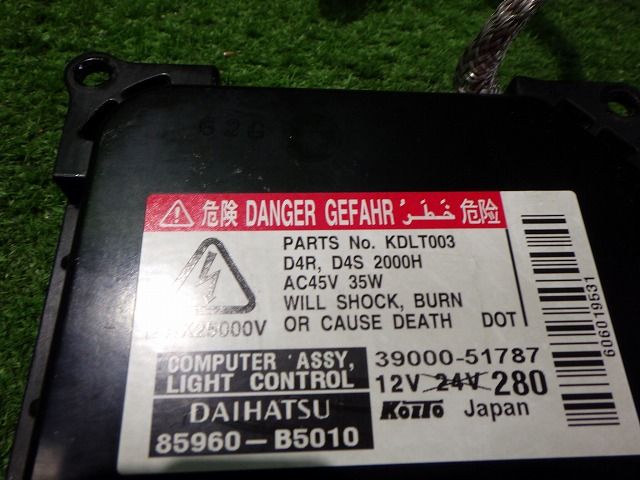 危険 DANGER GEFAHR خَطَرٌ 危险
PARTS No. KDLT003
D4R, D4S 2000H
AC45V 35W
WILL SHOCK, BURN
OR CAUSE DEATH DOT
25000V
COMPUTER ASSY,
LIGHT CONTROL
DAIHATSU
85960-B5010
39000-51787
12V 24V 280
KOITO Japan
606019531